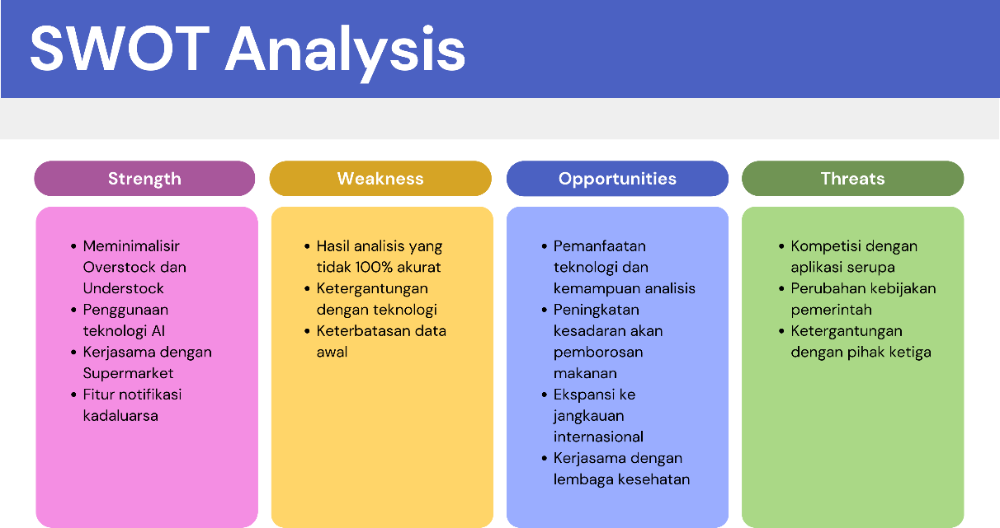 SWOT Analysis
Strength
• Meminimalisir
Overstock dan
Understock
• Penggunaan
teknologi AI
• Kerjasama dengan
Supermarket
• Fitur notifikasi
kadaluarsa
Weakness
• Hasil analisis yang
tidak 100% akurat
• Ketergantungan
dengan teknologi
• Keterbatasan data
awal
Opportunities
• Pemanfaatan
teknologi dan
kemampuan analisis
• Peningkatan
kesadaran akan
pemborosan
makanan
• Ekspansi ke
jangkauan
internasional
• Kerjasama dengan
lembaga kesehatan
Threats
• Kompetisi dengan
aplikasi serupa
• Perubahan kebijakan
pemerintah
• Ketergantungan
dengan pihak ketiga